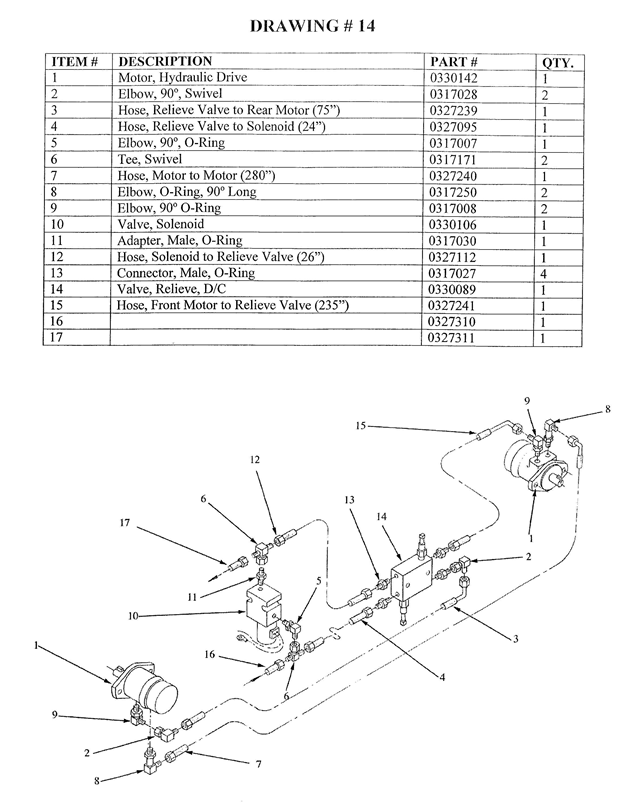 DRAWING # 14
ITEM # DESCRIPTION PART # QTY.
1 Motor, Hydraulic Drive 0330142 1
2 Elbow, 90º, Swivel 0317028 2
3 Hose, Relieve Valve to Rear Motor (75”) 0327239 1
4 Hose, Relieve Valve to Solenoid (24”) 0327095 1
5 Elbow, 90º, O-Ring 0317007 1
6 Tee, Swivel 0317171 2
7 Hose, Motor to Motor (280”) 0327240 1
8 Elbow, O-Ring, 90º Long 0317250 2
9 Elbow, 90º O-Ring 0317008 2
10 Valve, Solenoid 0330106 1
11 Adapter, Male, O-Ring 0317030 1
12 Hose, Solenoid to Relieve Valve (26”) 0327112 1
13 Connector, Male, O-Ring 0317027 4
14 Valve, Relieve, D/C 0330089 1
15 Hose, Front Motor to Relieve Valve (235”) 0327241 1
16 0327310 1
17 0327311 1
9 8
15
12
6 13
17 14
1
2
11 5
10
3
1 16
4
6
9
2
7
8